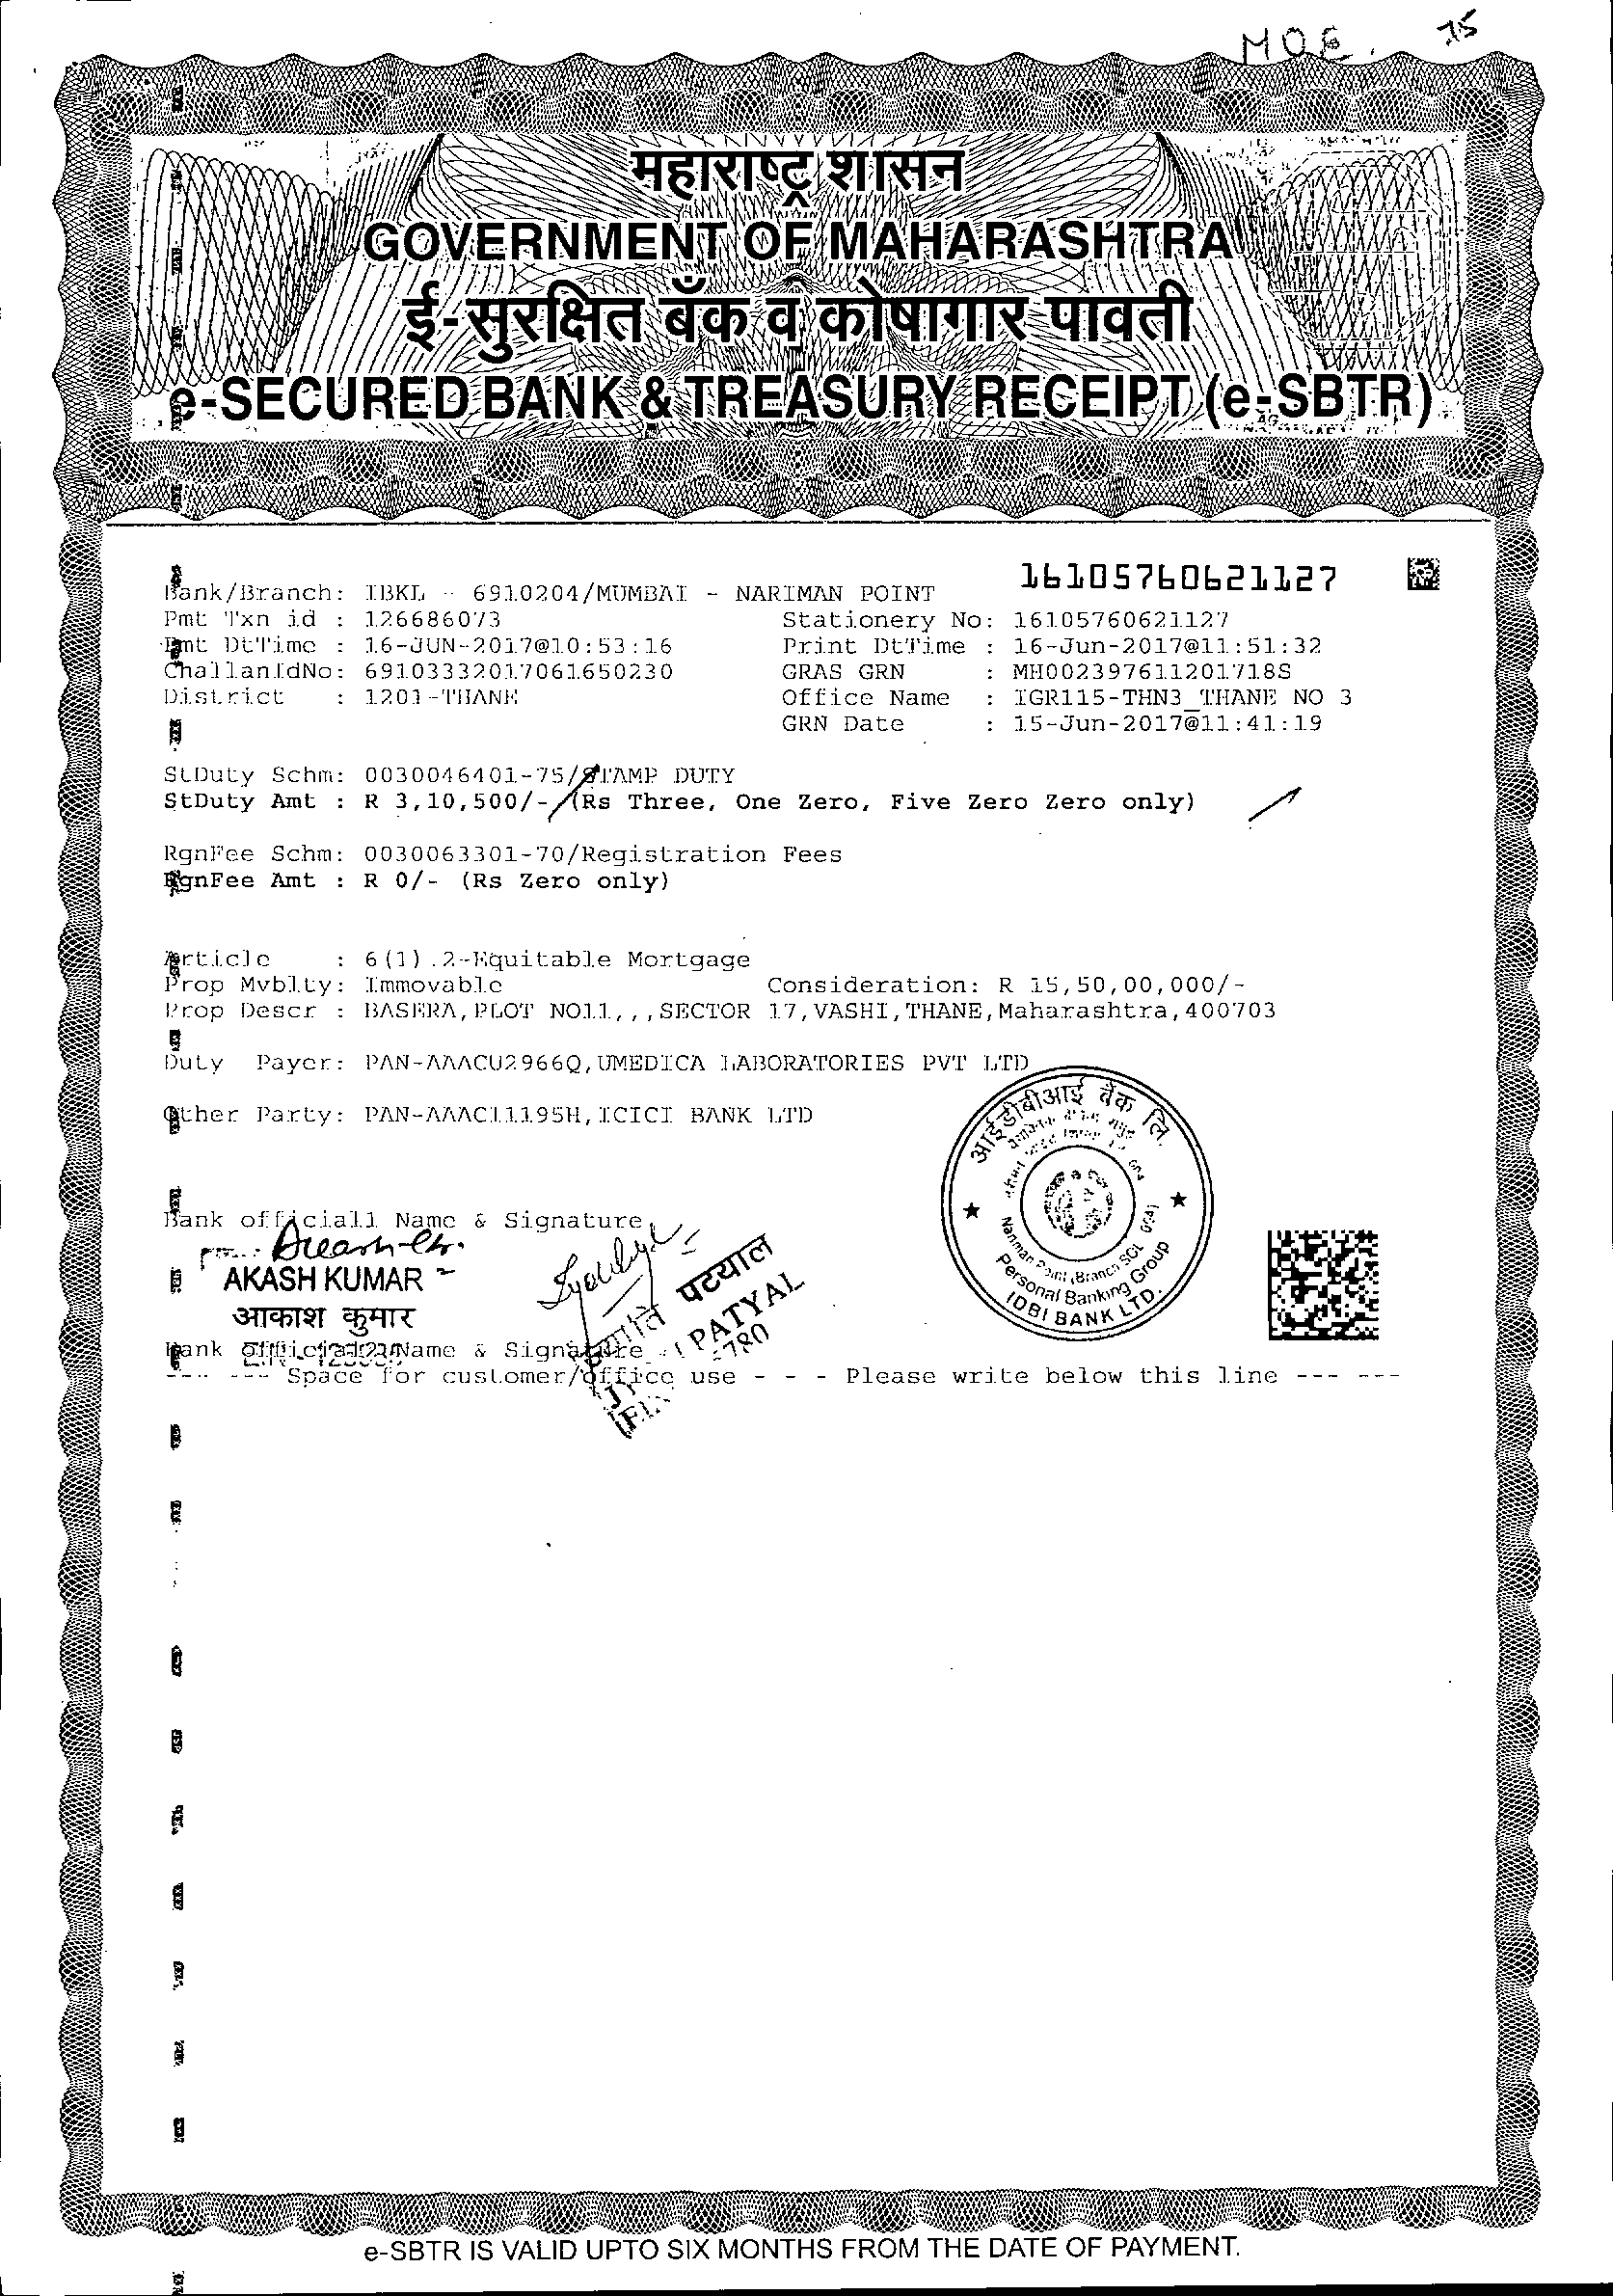 MOE. 75
महाराष्ट्र शासन
GOVERNMENT OF MAHARASHTRA
ई-सुरक्षित बँक व कोषागार पावती
e-SECURED BANK & TREASURY RECEIPT (e-SBTR)
16105760621127
Bank/Branch: IBKL - 6910204/MUMBAI - NARIMAN POINT
Pmt Txn id : 126686073 Stationery No: 16105760621127
Pmt DtTime : 16-JUN-2017@10:53:16 Print DtTime : 16-Jun-2017@11:51:32
ChallanIdNo: 69103332017061650230 GRAS GRN : MH002397611201718S
District : 1201-THANE Office Name : IGR115-THN3_THANE NO 3
GRN Date : 15-Jun-2017@11:41:19
StDuty Schm: 0030046401-75/STAMP DUTY
StDuty Amt : R 3,10,500/- (Rs Three, One Zero, Five Zero Zero only)
RgnFee Schm: 0030063301-70/Registration Fees
RgnFee Amt : R 0/- (Rs Zero only)
Article : 6(1).2-Equitable Mortgage
Prop Mvblty: Immovable Consideration: R 15,50,00,000/-
Prop Descr : BASERA,PLOT NO11,,,SECTOR 17,VASHI,THANE,Maharashtra,400703
Duty Payer: PAN-AAACU2966Q,UMEDICA LABORATORIES PVT LTD
Other Party: PAN-AAACI1195H,ICICI BANK LTD
आईडीबीआई बैंक लि.
Nariman Point Branch SOL
Personal Banking Group
IDBI BANK LTD.
Bank officiall Name & Signature
AKASH KUMAR
आकाश कुमार
पटयाल
PATYAL
Bank official2 Name & Signature
--- --- Space for customer/office use - - - Please write below this line --- ---
e-SBTR IS VALID UPTO SIX MONTHS FROM THE DATE OF PAYMENT.